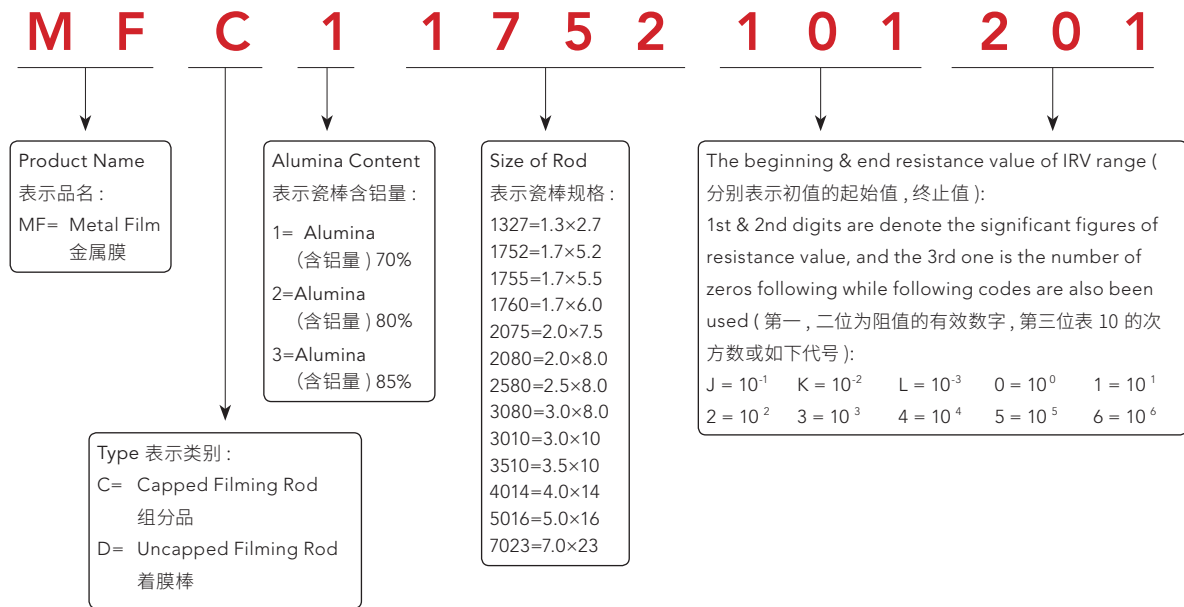 M F C 1 1 7 5 2 1 0 1 2 0 1
Product Name
表示品名 :
MF= Metal Film
金属膜
Alumina Content
表示瓷棒含铝量 :
1= Alumina
(含铝量 ) 70%
2=Alumina
(含铝量 ) 80%
3=Alumina
(含铝量 ) 85%
Size of Rod
表示瓷棒规格 :
1327=1.3×2.7
1752=1.7×5.2
1755=1.7×5.5
1760=1.7×6.0
2075=2.0×7.5
2080=2.0×8.0
2580=2.5×8.0
3080=3.0×8.0
3010=3.0×10
3510=3.5×10
4014=4.0×14
5016=5.0×16
7023=7.0×23
The beginning & end resistance value of IRV range (
分别表示初值的起始值 , 终止值 ):
1st & 2nd digits are denote the significant figures of
resistance value, and the 3rd one is the number of
zeros following while following codes are also been
used ( 第一 , 二位为阻值的有效数字 , 第三位表 10 的次
方数或如下代号 ):
J = 10⁻¹ K = 10⁻² L = 10⁻³ 0 = 10⁰ 1 = 10¹
2 = 10² 3 = 10³ 4 = 10⁴ 5 = 10⁵ 6 = 10⁶
Type 表示类别 :
C= Capped Filming Rod
组分品
D= Uncapped Filming Rod
着膜棒